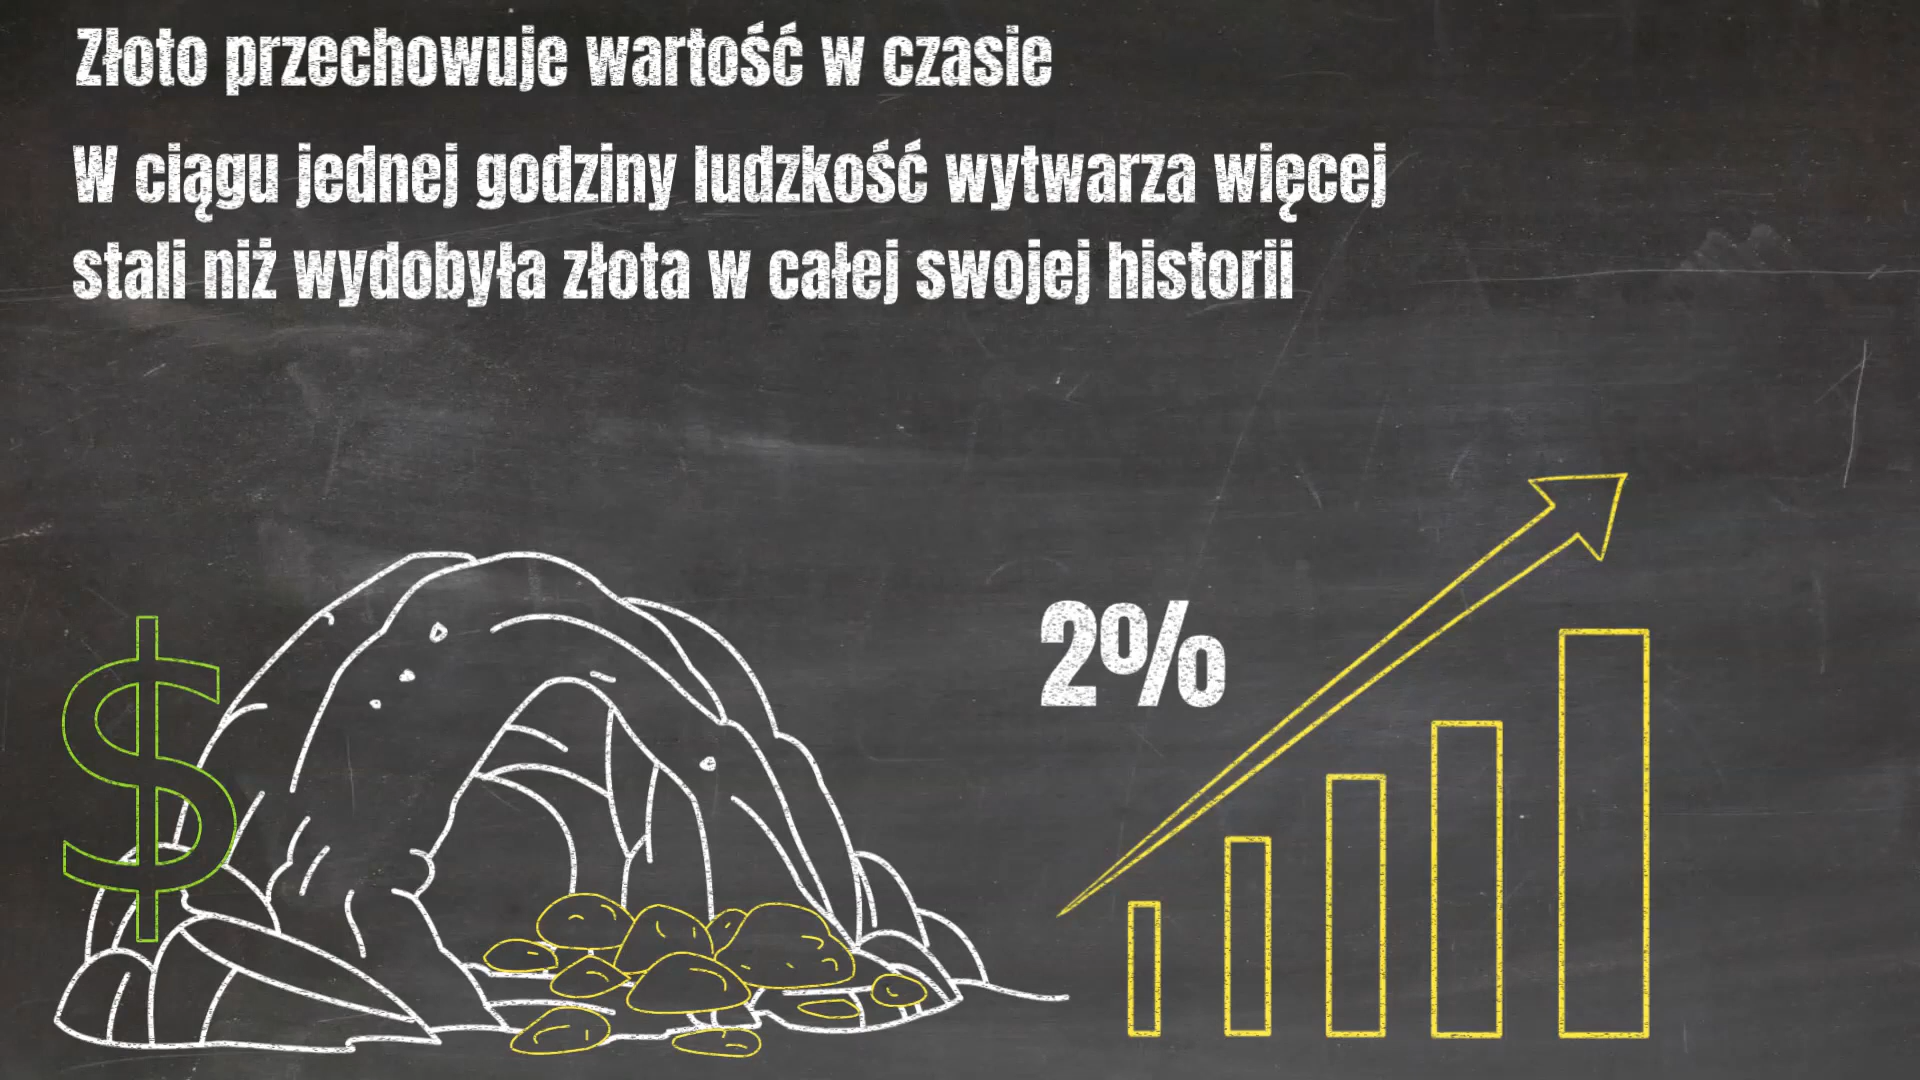 Złoto przechowuje wartość w czasie
W ciągu jednej godziny ludzkość wytwarza więcej
stali niż wydobyła złota w całej swojej historii
2%
$